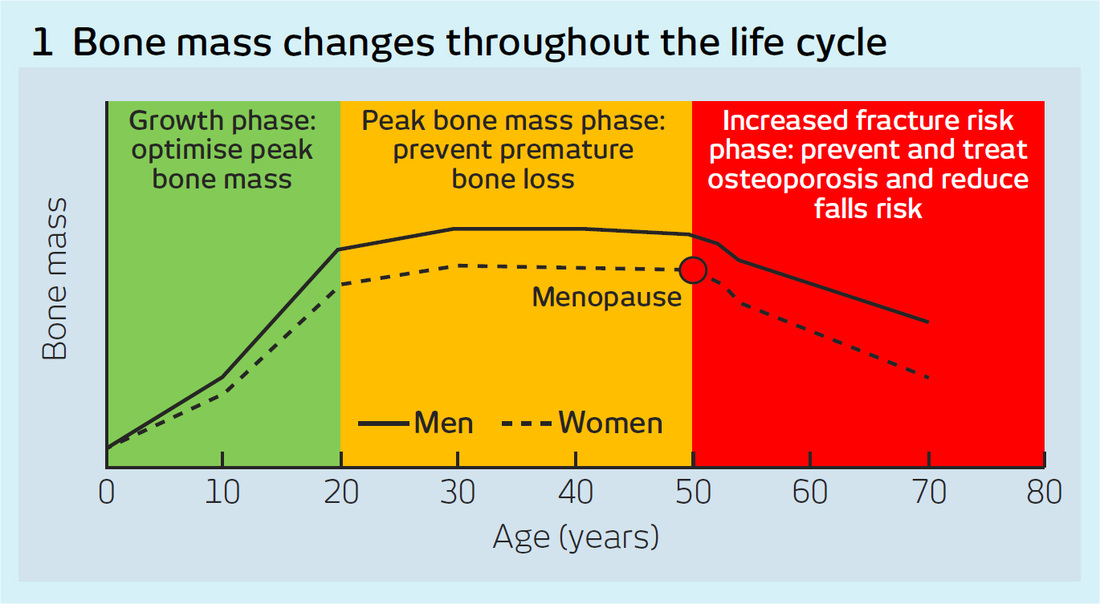 1 Bone mass changes throughout the life cycle
Growth phase:
optimise peak
bone mass
Peak bone mass phase:
prevent premature
bone loss
Increased fracture risk
phase: prevent and treat
osteoporosis and reduce
falls risk
Bone mass
Menopause
Men
Women
0 10 20 30 40 50 60 70 80
Age (years)